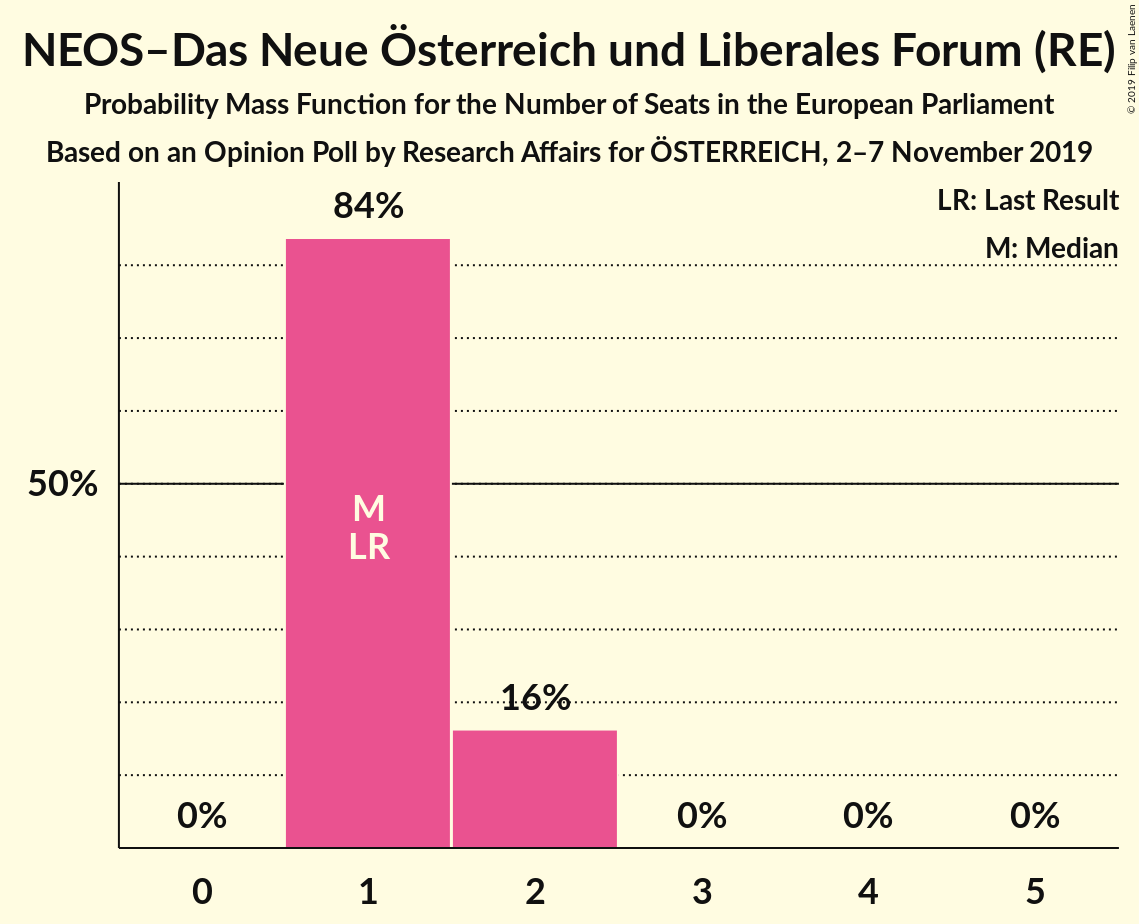 NEOS–Das Neue Österreich und Liberales Forum (RE)
Probability Mass Function for the Number of Seats in the European Parliament
Based on an Opinion Poll by Research Affairs for ÖSTERREICH, 2–7 November 2019
© 2019 Filip van Laenen
LR: Last Result
M: Median
84%
50%
M
LR
16%
0%
0%
0%
0%
0
1
2
3
4
5